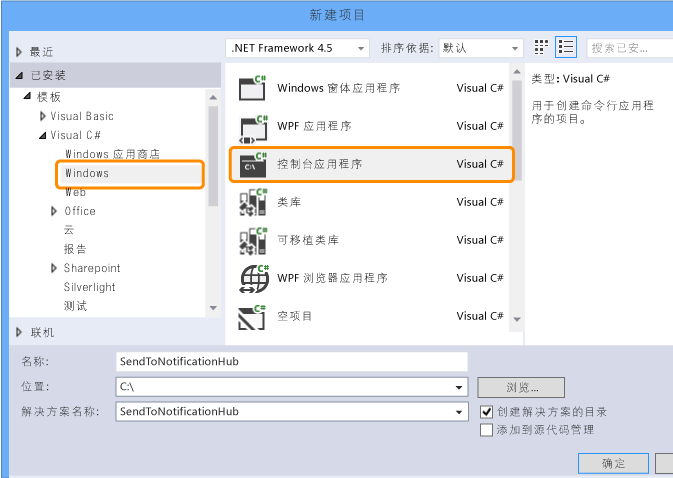 新建项目
最近
.NET Framework 4.5 排序依据: 默认 搜索已安...
已安装
模板
Visual Basic
Visual C#
Windows 应用商店
Windows
Web
Office
云
报告
Sharepoint
Silverlight
测试
联机
Windows 窗体应用程序 Visual C#
WPF 应用程序 Visual C#
控制台应用程序 Visual C#
类库 Visual C#
可移植类库 Visual C#
WPF 浏览器应用程序 Visual C#
空项目 Visual C#
类型: Visual C#
用于创建命令行应用程
序的项目。
名称: SendToNotificationHub
位置: C:\ 浏览...
解决方案名称: SendToNotificationHub
创建解决方案的目录
添加到源代码管理
确定